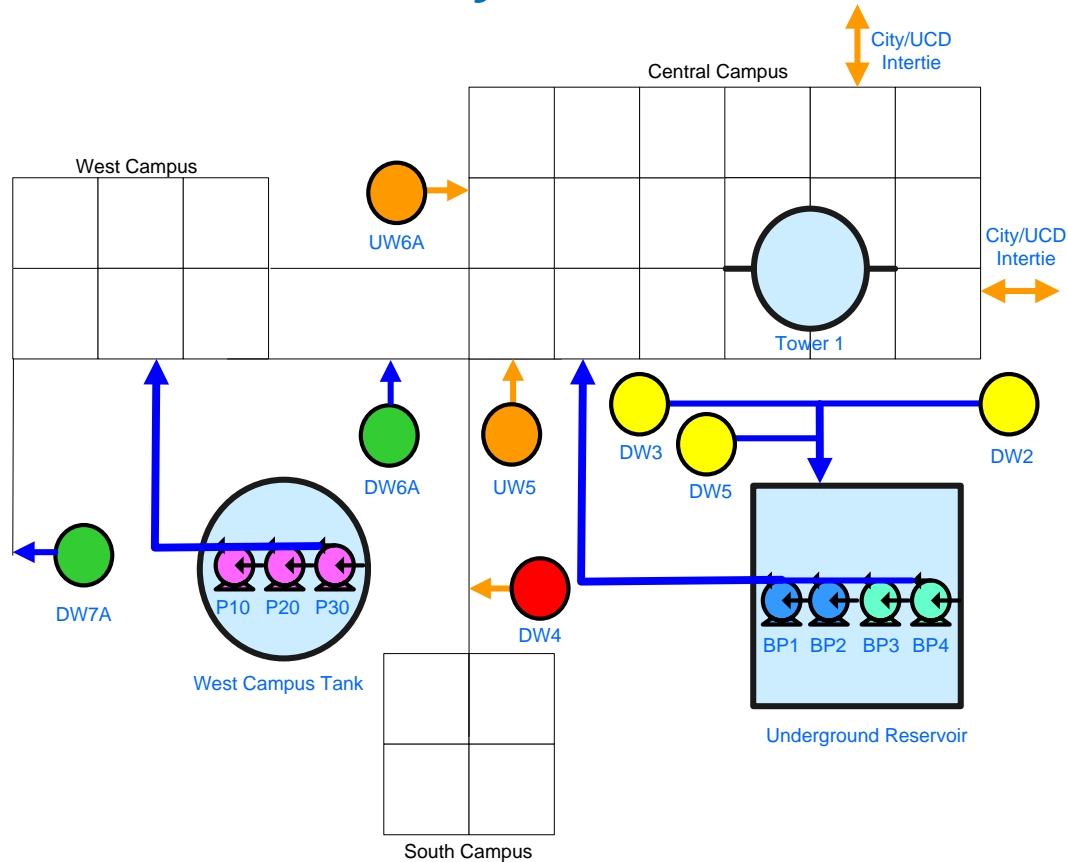 City/UCD
Intertie
Central Campus
West Campus
UW6A
City/UCD
Intertie
Tower 1
DW3
DW5
DW2
DW6A
UW5
DW7A
P10 P20 P30
DW4
BP1 BP2 BP3 BP4
West Campus Tank
Underground Reservoir
South Campus